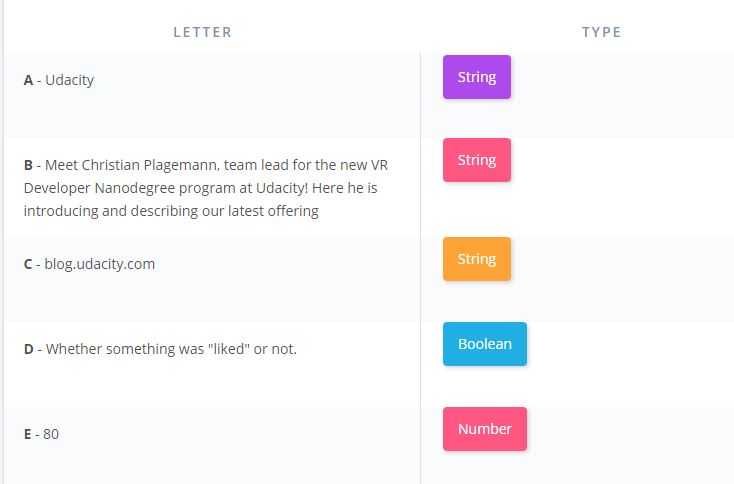 LETTER TYPE
A - Udacity String
B - Meet Christian Plagemann, team lead for the new VR String
Developer Nanodegree program at Udacity! Here he is
introducing and describing our latest offering
C - blog.udacity.com String
D - Whether something was "liked" or not. Boolean
E - 80 Number